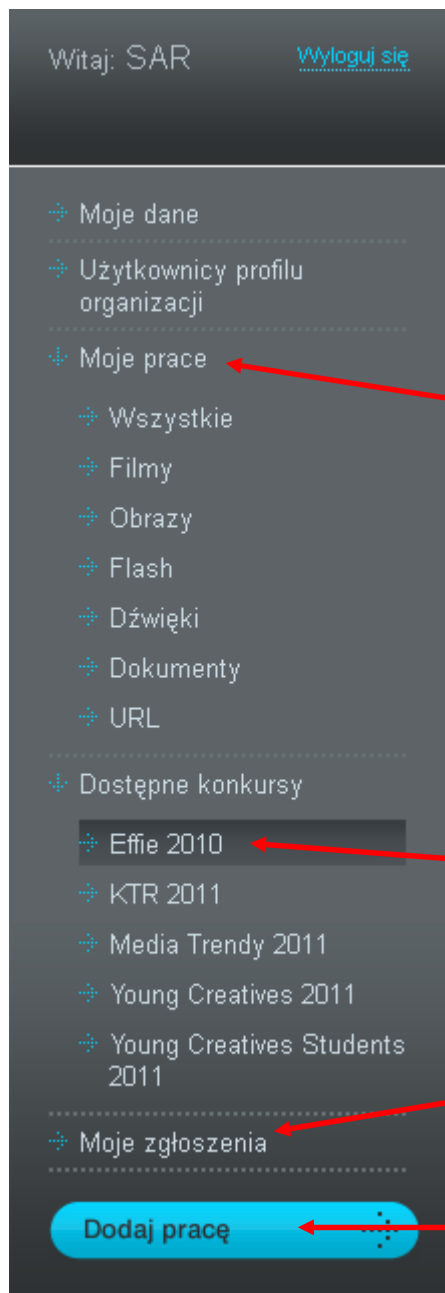 Witaj: SAR
Wyloguj się
Moje dane
Użytkownicy profilu
organizacji
Moje prace
Wszystkie
Filmy
Obrazy
Flash
Dźwięki
Dokumenty
URL
Dostępne konkursy
Effie 2010
KTR 2011
Media Trendy 2011
Young Creatives 2011
Young Creatives Students
2011
Moje zgłoszenia
Dodaj pracę